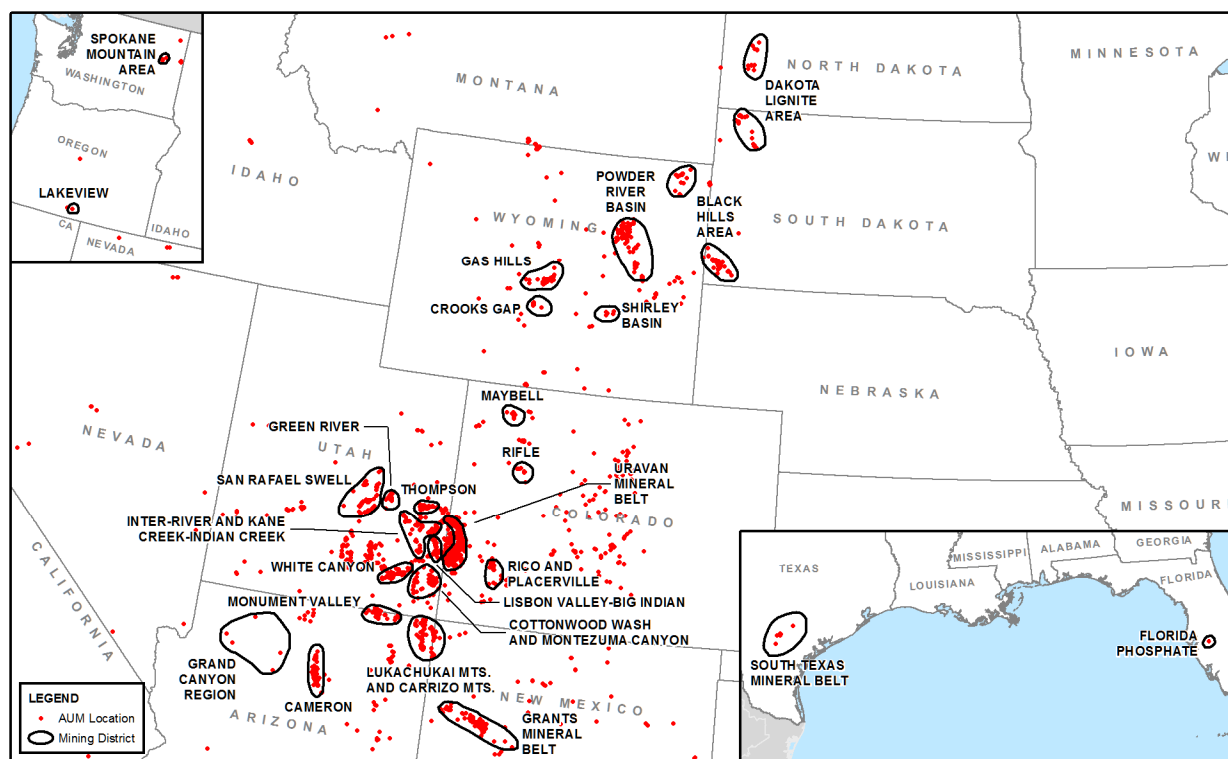 SPOKANE
MOUNTAIN
AREA
WASHINGTON
OREGON
LAKEVIEW
CA
NEVADA
IDAHO
MONTANA
NORTH DAKOTA
MINNESOTA
DAKOTA
LIGNITE
AREA
IDAHO
WYOMING
POWDER
RIVER
BASIN
BLACK
HILLS
AREA
SOUTH DAKOTA
WI
GAS HILLS
CROOKS GAP
SHIRLEY
BASIN
IOWA
NEBRASKA
NEVADA
UTAH
MAYBELL
GREEN RIVER
RIFLE
SAN RAFAEL SWELL
THOMPSON
URAVAN
MINERAL
BELT
COLORADO
MISSOURI
INTER-RIVER AND KANE
CREEK-INDIAN CREEK
WHITE CANYON
RICO AND
PLACERVILLE
LISBON VALLEY-BIG INDIAN
MONUMENT VALLEY
COTTONWOOD WASH
AND MONTEZUMA CANYON
CALIFORNIA
GRAND
CANYON
REGION
CAMERON
LUKACHUKAI MTS.
AND CARRIZO MTS.
ARIZONA
NEW MEXICO
GRANTS
MINERAL
BELT
LEGEND
AUM Location
Mining District
TEXAS
LOUISIANA
MISSISSIPPI
ALABAMA
GEORGIA
FLORIDA
SOUTH TEXAS
MINERAL BELT
FLORIDA
PHOSPHATE